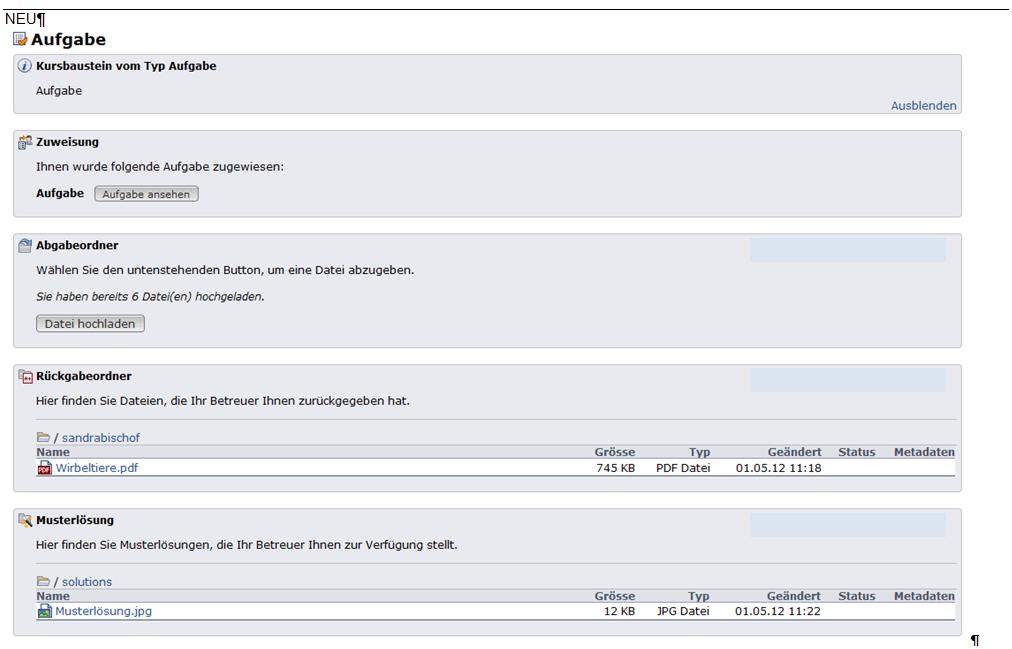 NEU¶
Aufgabe
Kursbaustein vom Typ Aufgabe
Aufgabe
Ausblenden
Zuweisung
Ihnen wurde folgende Aufgabe zugewiesen:
Aufgabe Aufgabe ansehen
Abgabeordner
Wählen Sie den untenstehenden Button, um eine Datei abzugeben.
Sie haben bereits 6 Datei(en) hochgeladen.
Datei hochladen
Rückgabeordner
Hier finden Sie Dateien, die Ihr Betreuer Ihnen zurückgegeben hat.
/ sandrabischof
Name Grösse Typ Geändert Status Metadaten
Wirbeltiere.pdf 745 KB PDF Datei 01.05.12 11:18
Musterlösung
Hier finden Sie Musterlösungen, die Ihr Betreuer Ihnen zur Verfügung stellt.
/ solutions
Name Grösse Typ Geändert Status Metadaten
Musterlösung.jpg 12 KB JPG Datei 01.05.12 11:22
¶